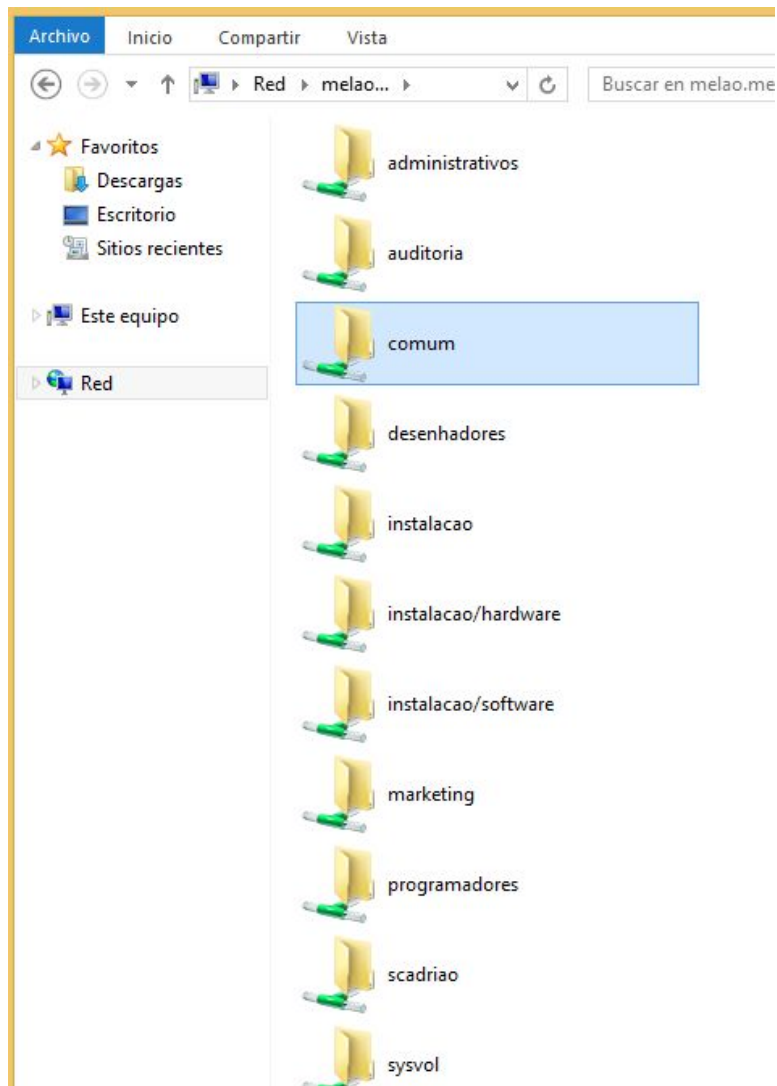 Archivo Inicio Compartir Vista
Red melao... Buscar en melao.me
Favoritos
Descargas
Escritorio
Sitios recientes
Este equipo
Red
administrativos
auditoria
comum
desenhadores
instalacao
instalacao/hardware
instalacao/software
marketing
programadores
scadriao
sysvol